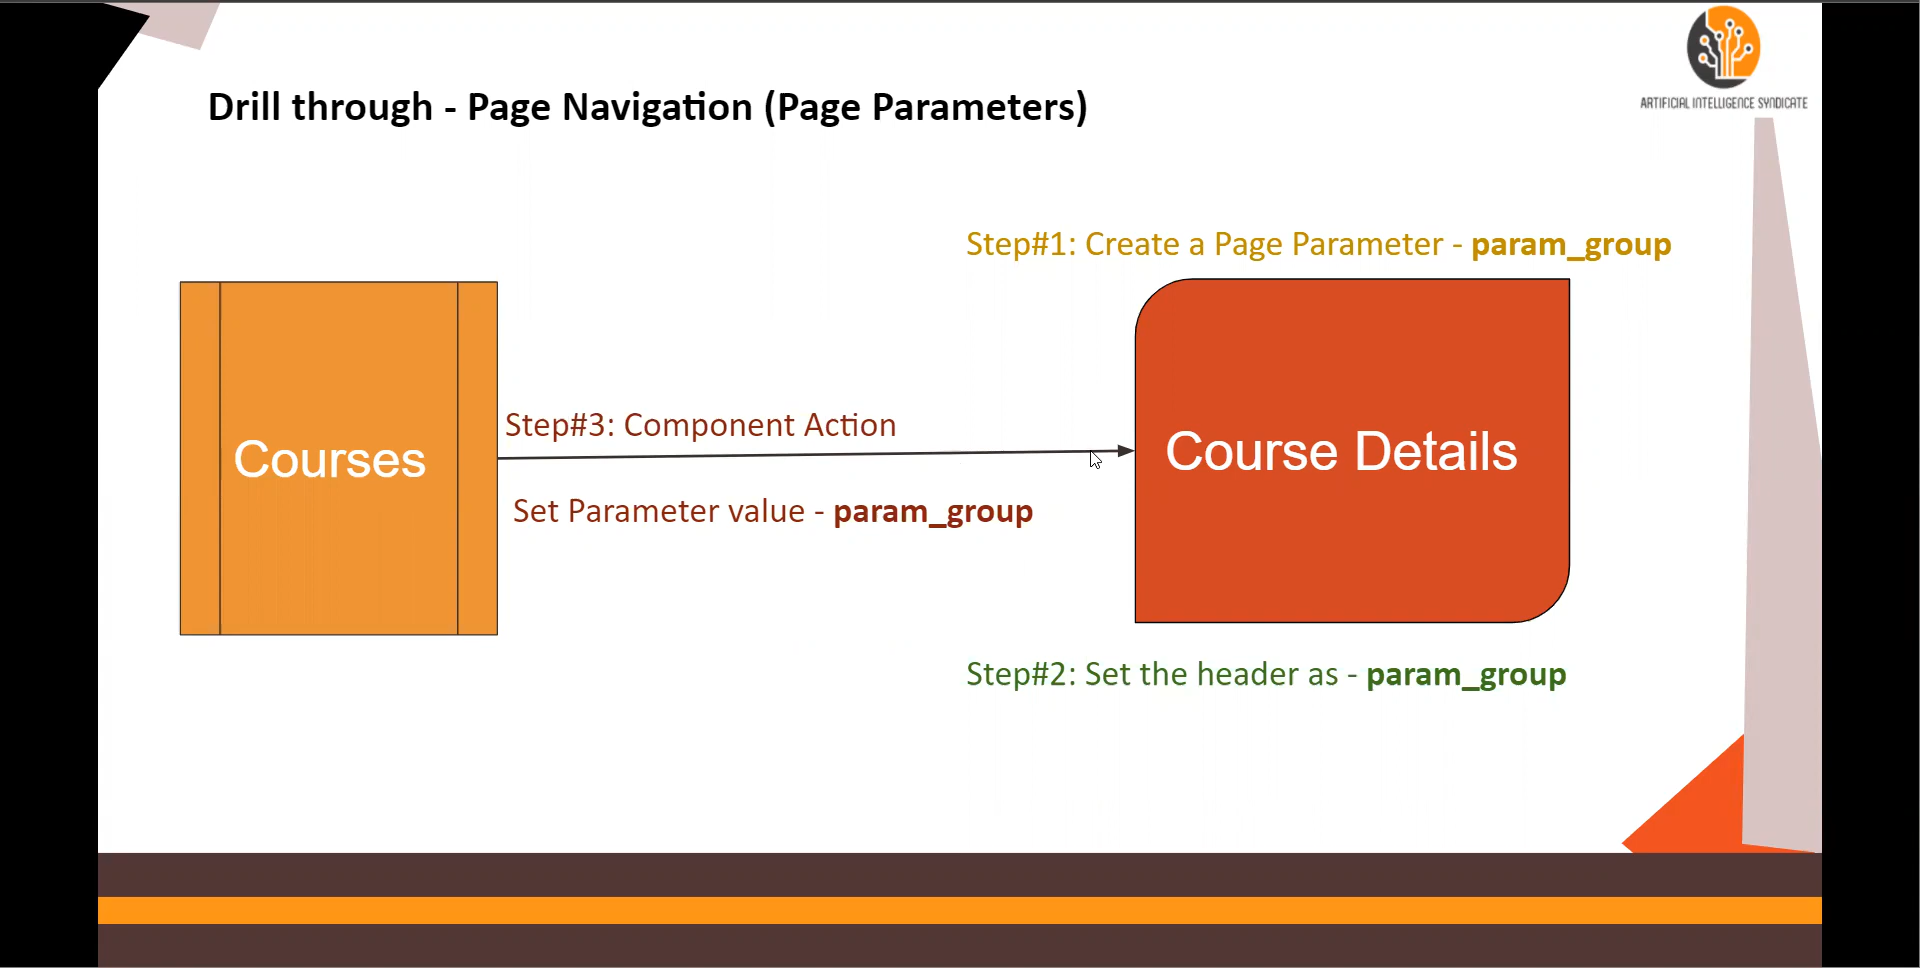 ARTIFICIAL INTELLIGENCE SYNDICATE
Drill through - Page Navigation (Page Parameters)
Step#1: Create a Page Parameter - param_group
Courses
Step#3: Component Action
Set Parameter value - param_group
Course Details
Step#2: Set the header as - param_group